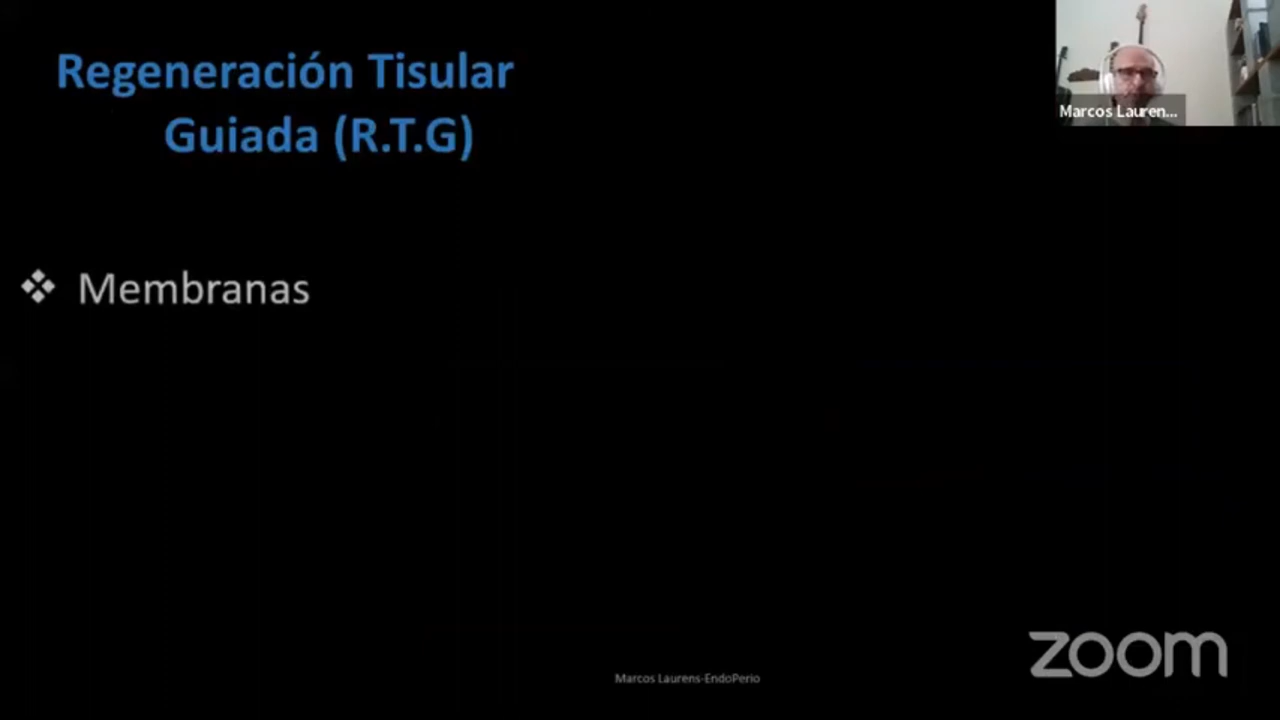 Regeneración Tisular
Guiada (R.T.G)
Marcos Lauren...
❖ Membranas
Marcos Laurens-EndoPerio
zoom